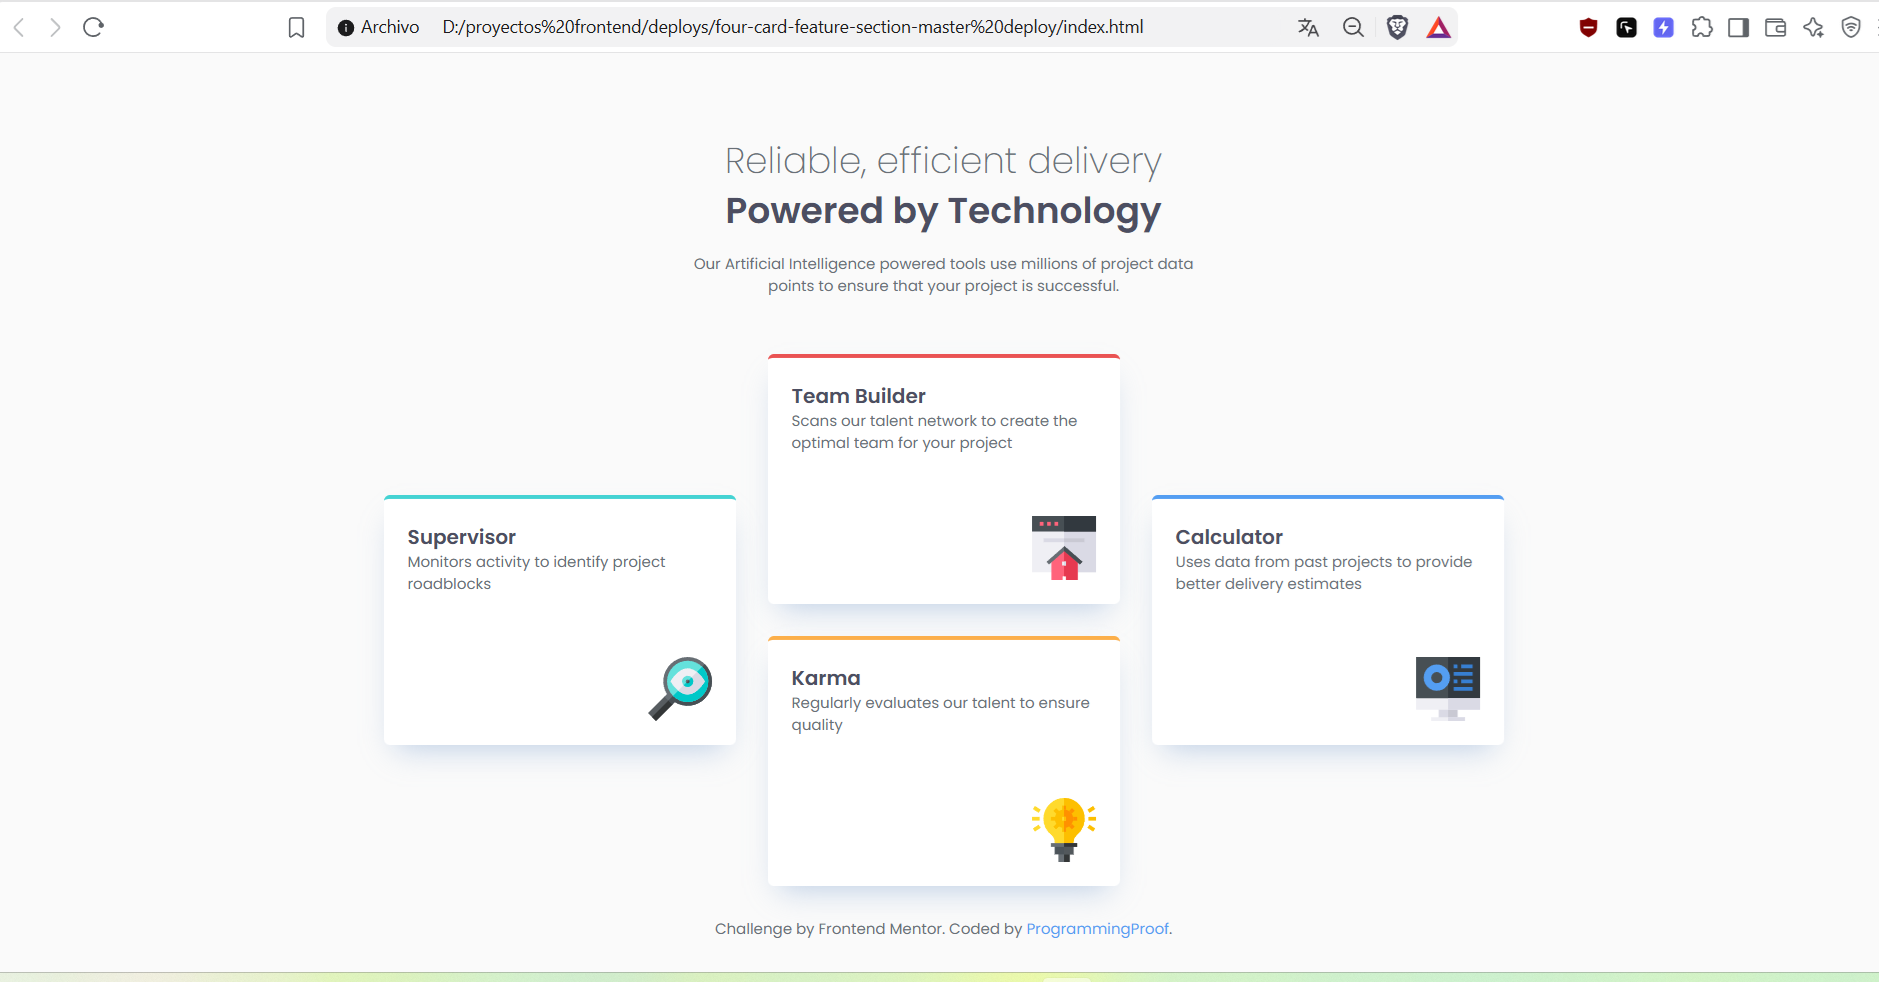 Archivo D:/proyectos%20frontend/deploys/four-card-feature-section-master%20deploy/index.html
Reliable, efficient delivery
Powered by Technology
Our Artificial Intelligence powered tools use millions of project data
points to ensure that your project is successful.
Supervisor
Monitors activity to identify project
roadblocks
Team Builder
Scans our talent network to create the
optimal team for your project
Karma
Regularly evaluates our talent to ensure
quality
Calculator
Uses data from past projects to provide
better delivery estimates
Challenge by Frontend Mentor. Coded by ProgrammingProof.